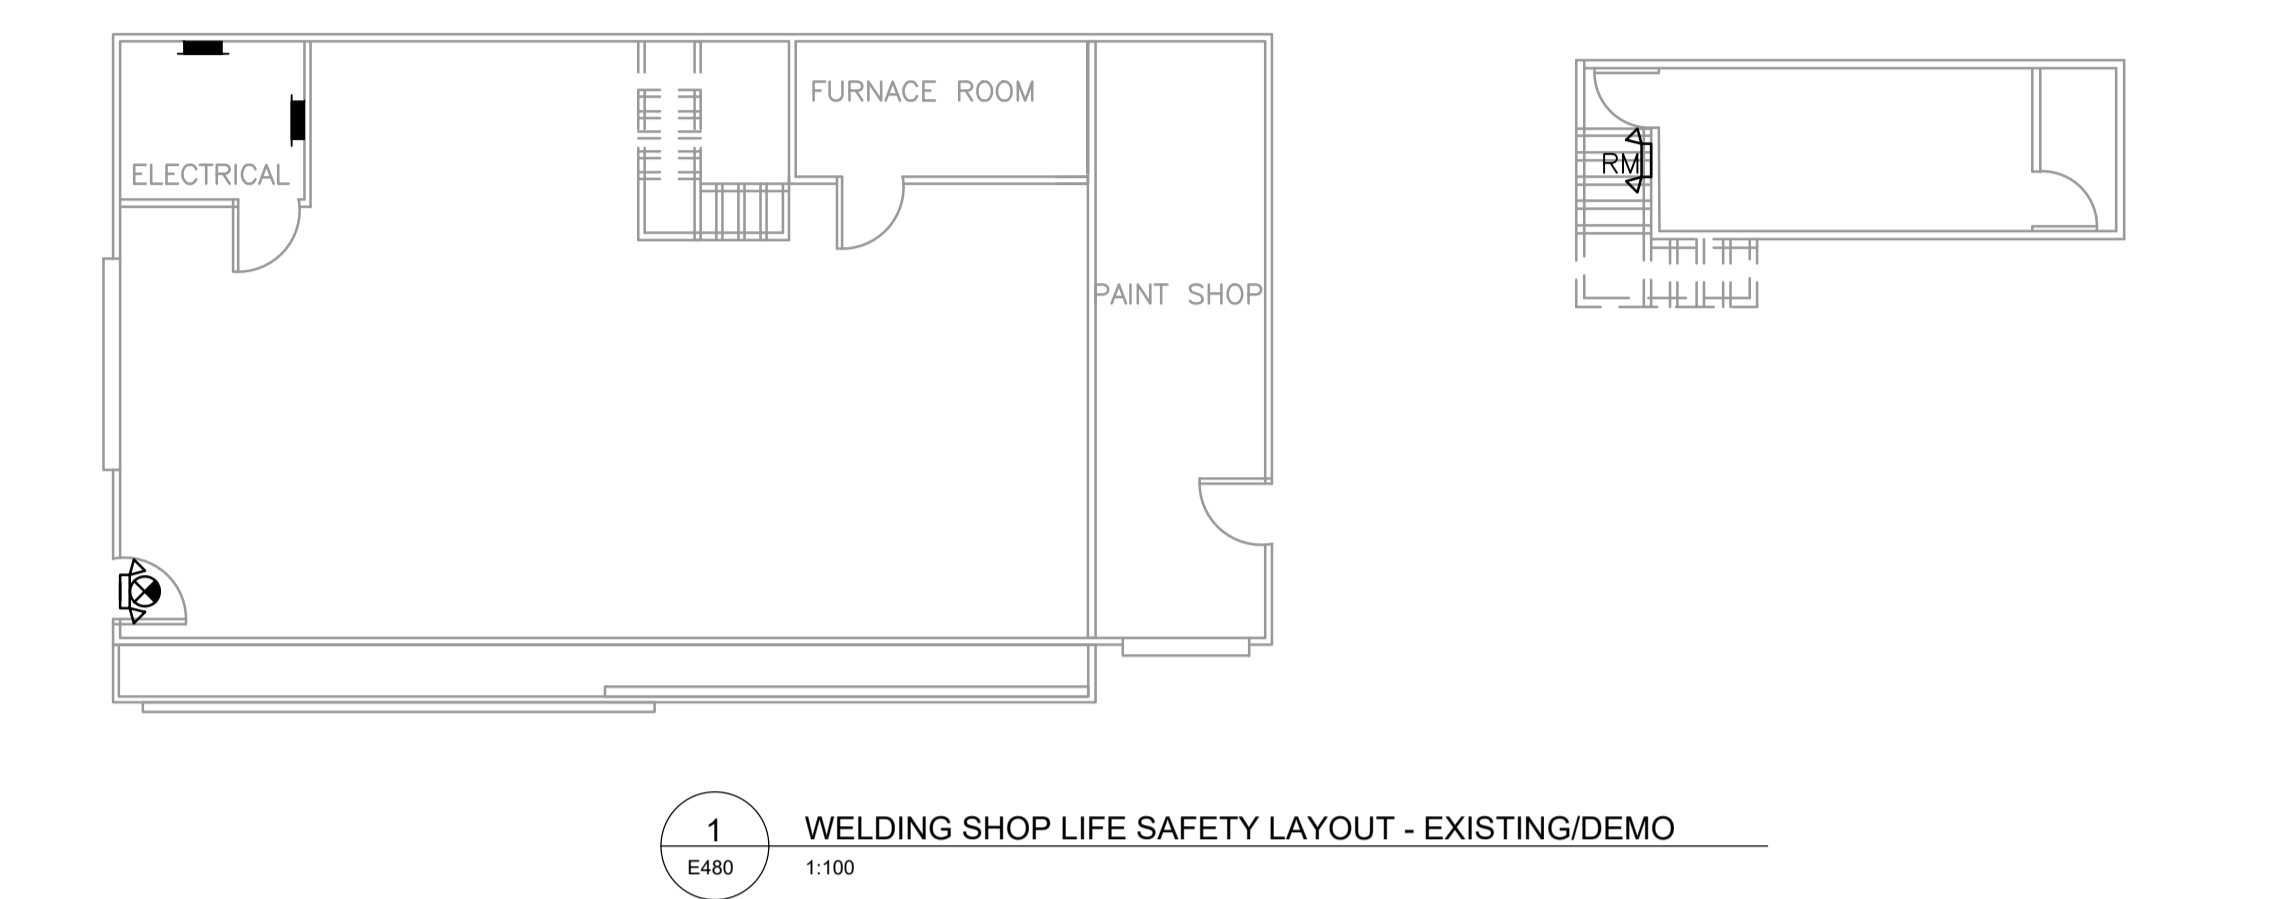 FURNACE ROOM
ELECTRICAL
RM
PAINT SHOP
1
WELDING SHOP LIFE SAFETY LAYOUT - EXISTING/DEMO
E480
1:100